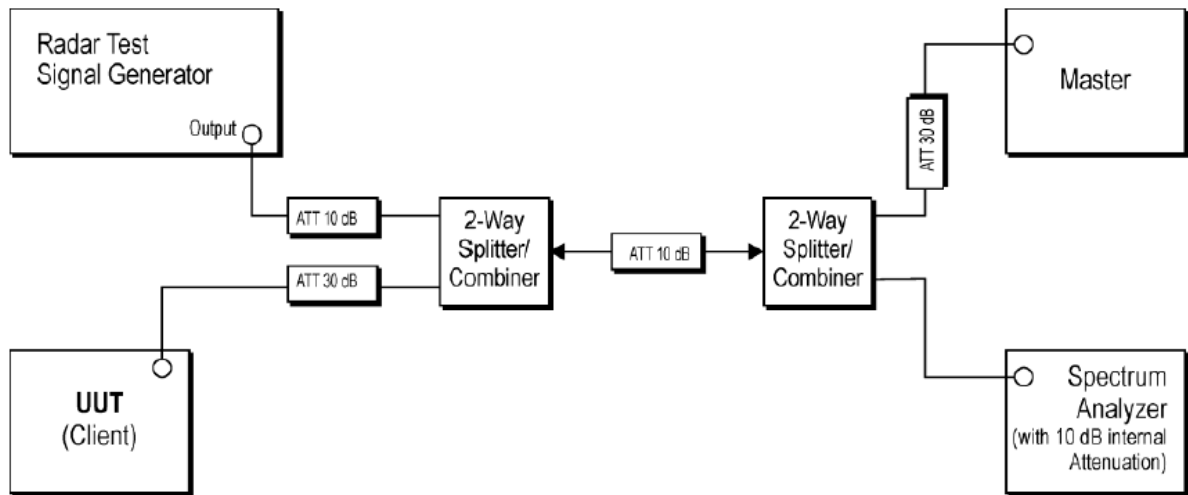 Radar Test
Signal Generator
Output
ATT 10 dB
ATT 30 dB
UUT
(Client)
2-Way
Splitter/
Combiner
ATT 10 dB
2-Way
Splitter/
Combiner
ATT 30 dB
Master
Spectrum
Analyzer
(with 10 dB internal
Attenuation)